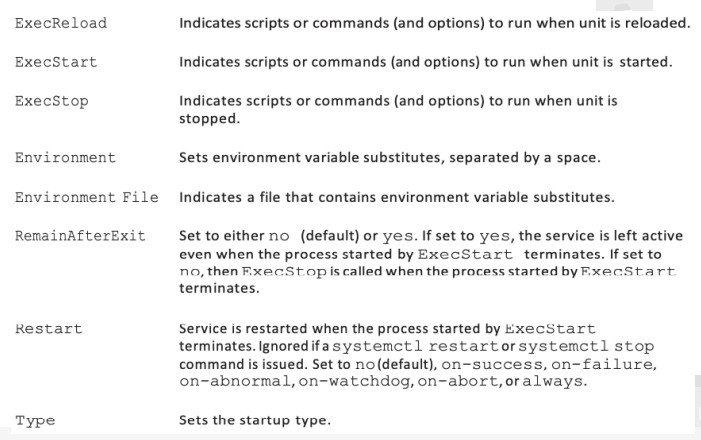 ExecReload Indicates scripts or commands (and options) to run when unit is reloaded.
ExecStart Indicates scripts or commands (and options) to run when unit is started.
ExecStop Indicates scripts or commands (and options) to run when unit is
stopped.
Environment Sets environment variable substitutes, separated by a space.
Environment File Indicates a file that contains environment variable substitutes.
RemainAfterExit Set to either no (default) or yes. If set to yes, the service is left active
even when the process started by ExecStart terminates. If set to
no, then ExecStop is called when the process started by ExecStart
terminates.
Restart Service is restarted when the process started by ExecStart
terminates. Ignored if a systemctl restart or systemctl stop
command is issued. Set to no (default), on-success, on-failure,
on-abnormal, on-watchdog, on-abort, or always.
Type Sets the startup type.